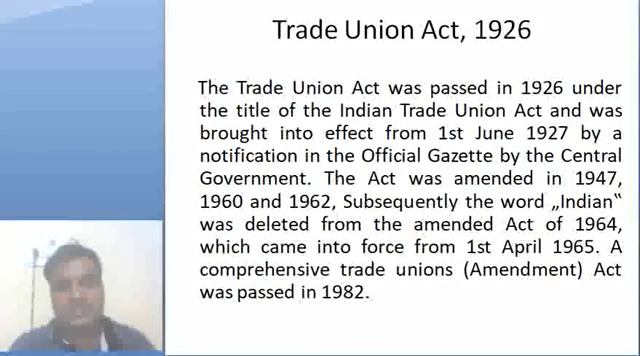 Trade Union Act, 1926
The Trade Union Act was passed in 1926 under
the title of the Indian Trade Union Act and was
brought into effect from 1st June 1927 by a
notification in the Official Gazette by the Central
Government. The Act was amended in 1947,
1960 and 1962, Subsequently the word „Indian‟
was deleted from the amended Act of 1964,
which came into force from 1st April 1965. A
comprehensive trade unions (Amendment) Act
was passed in 1982.